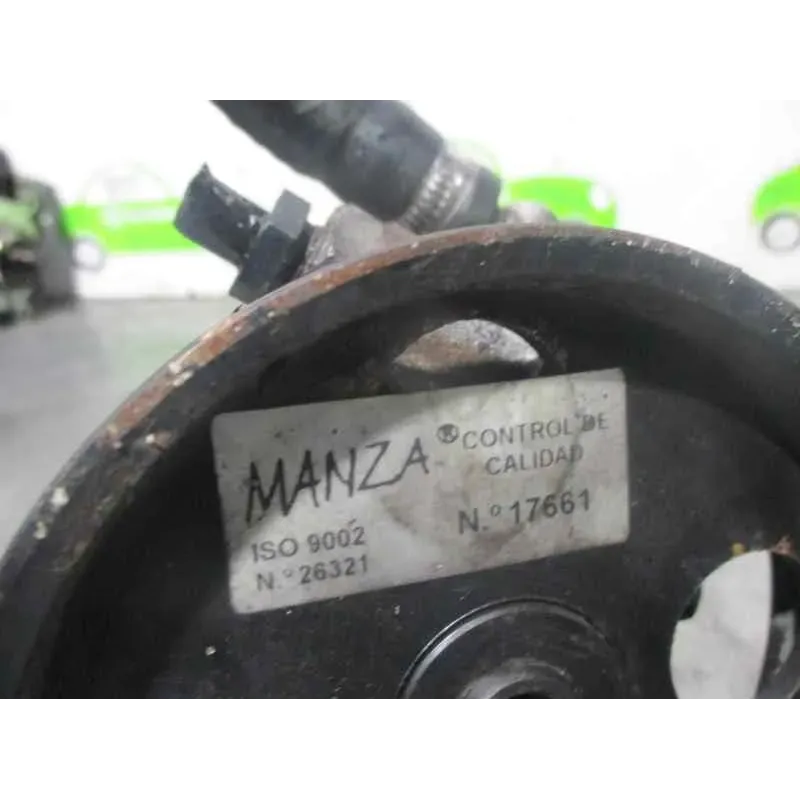 MANZA® CONTROL DE
CALIDAD
ISO 9002 N.º 17661
N.º 26321